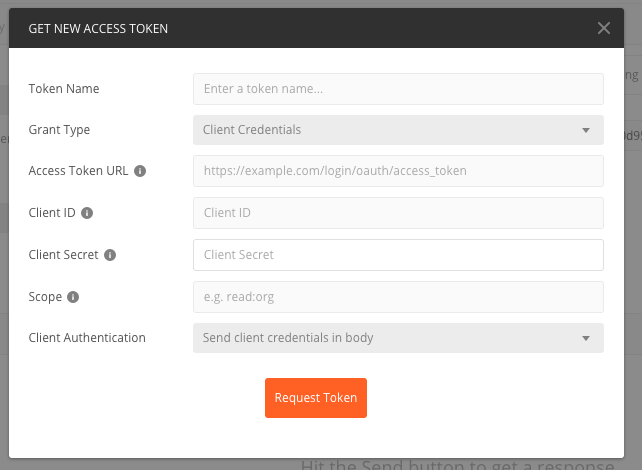 GET NEW ACCESS TOKEN
Token Name
Enter a token name...
Grant Type
Client Credentials
Access Token URL
https://example.com/login/oauth/access_token
Client ID
Client ID
Client Secret
Client Secret
Scope
e.g. read:org
Client Authentication
Send client credentials in body
Request Token
Hit the Send button to get a response